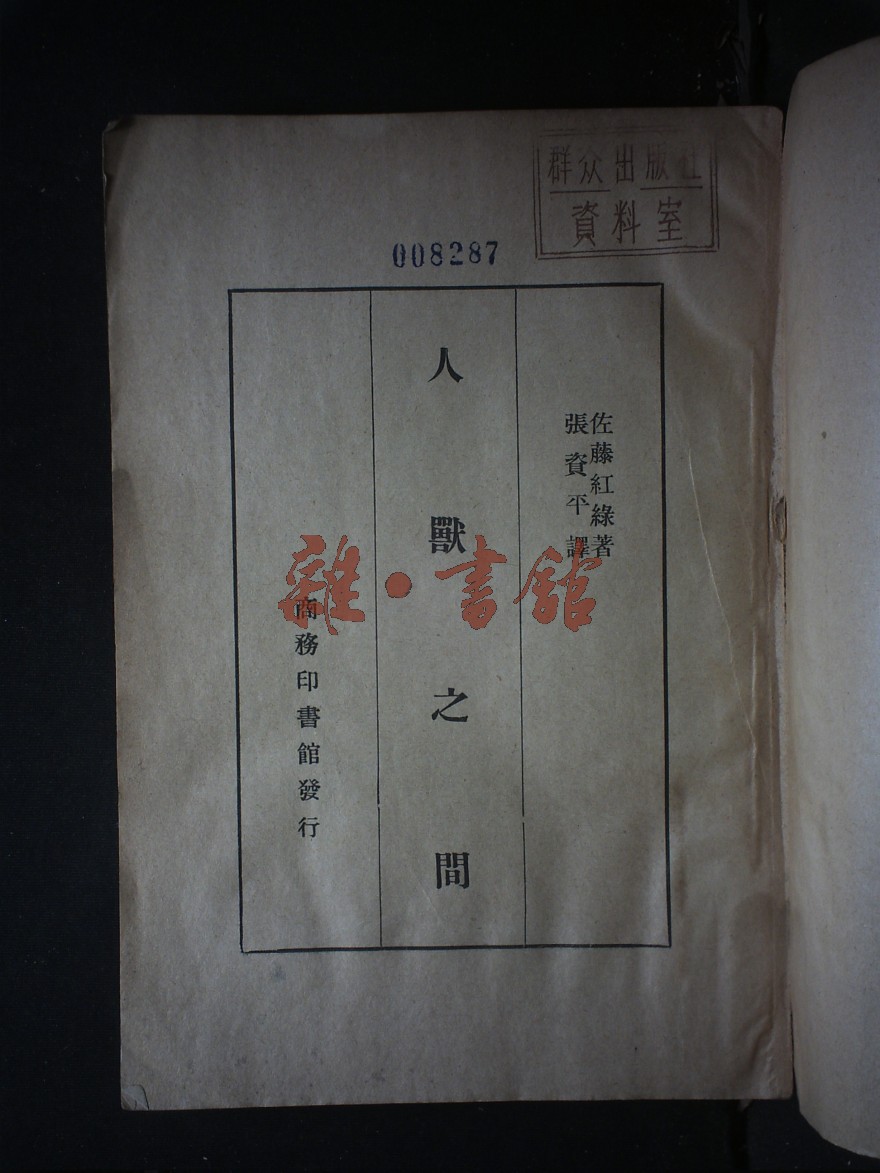 群众出版社
資料室
008287
佐藤紅綠著
張資平譯
人獸之間
商務印書館發行
雜·書館